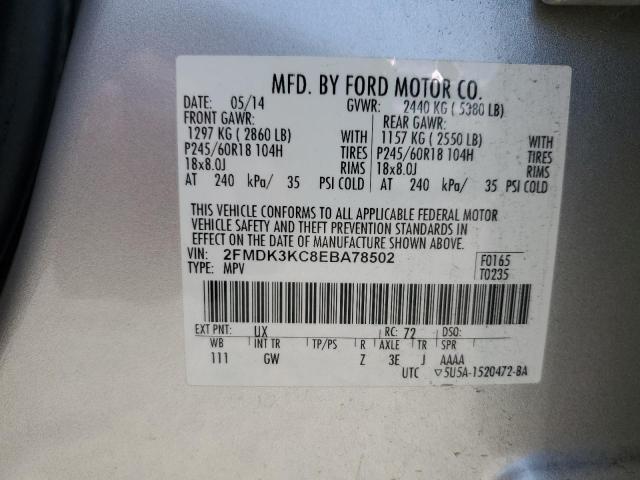 MFD. BY FORD MOTOR CO.
DATE: 05/14 GVWR: 2440 KG ( 5380 LB)
FRONT GAWR: REAR GAWR:
1297 KG ( 2860 LB) WITH 1157 KG ( 2550 LB) WITH
P245/60R18 104H TIRES P245/60R18 104H TIRES
18x8.0J RIMS 18x8.0J RIMS
AT 240 kPa/ 35 PSI COLD AT 240 kPa/ 35 PSI COLD
THIS VEHICLE CONFORMS TO ALL APPLICABLE FEDERAL MOTOR
VEHICLE SAFETY AND THEFT PREVENTION STANDARDS IN
EFFECT ON THE DATE OF MANUFACTURE SHOWN ABOVE.
VIN: 2FMDK3KC8EBA78502 F0165
TYPE: MPV T0235
EXT PNT: UX RC: 72 DSO:
WB INT TR TP/PS R AXLE TR SPR
111 GW Z 3E J AAAA
UTC ▽5U5A-1520472-BA